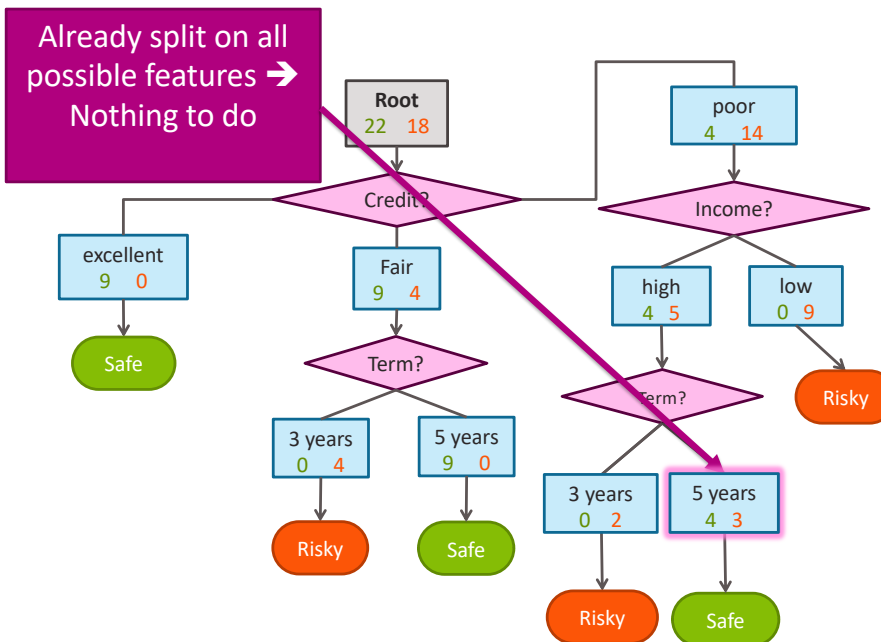 Already split on all
possible features ➔
Nothing to do
Root
22 18
poor
4 14
Credit?
Income?
excellent
9 0
Fair
9 4
high
4 5
low
0 9
Safe
Term?
Term?
Risky
3 years
0 4
5 years
9 0
3 years
0 2
5 years
4 3
Risky
Safe
Risky
Safe